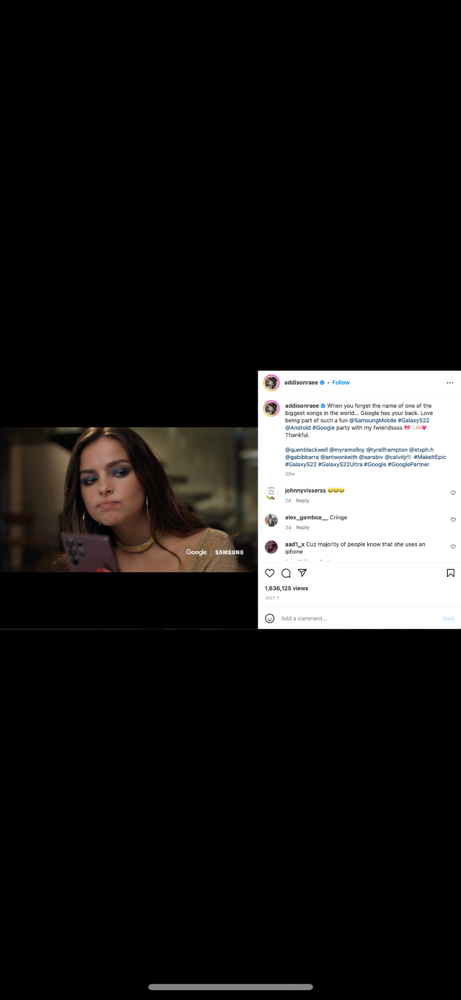 addisonraee • Follow
addisonraee When you forget the name of one of the
biggest songs in the world... Google has your back. Love
being part of such a fun @SamsungMobile #GalaxyS22
@Android #Google party with my fwiendssss 🎀🦢🫶🏻💗
Thankful.
@quenblackwell @myramolloy @tyrellhampton @stxph.h
@gabibbarra @antwonkeith @sarabiv @calvitjr!! #MakeItEpic
#GalaxyS22 #GalaxyS22Ultra #Google #GooglePartner
20w
johnnyvisserss 😂😂😂
2d Reply
alex_gamboa__ Cringe
3d Reply
aad1_x Cuz majority of people know that she uses an
iphone
Google | SAMSUNG
1,636,125 views
JULY 7
Add a comment... Post